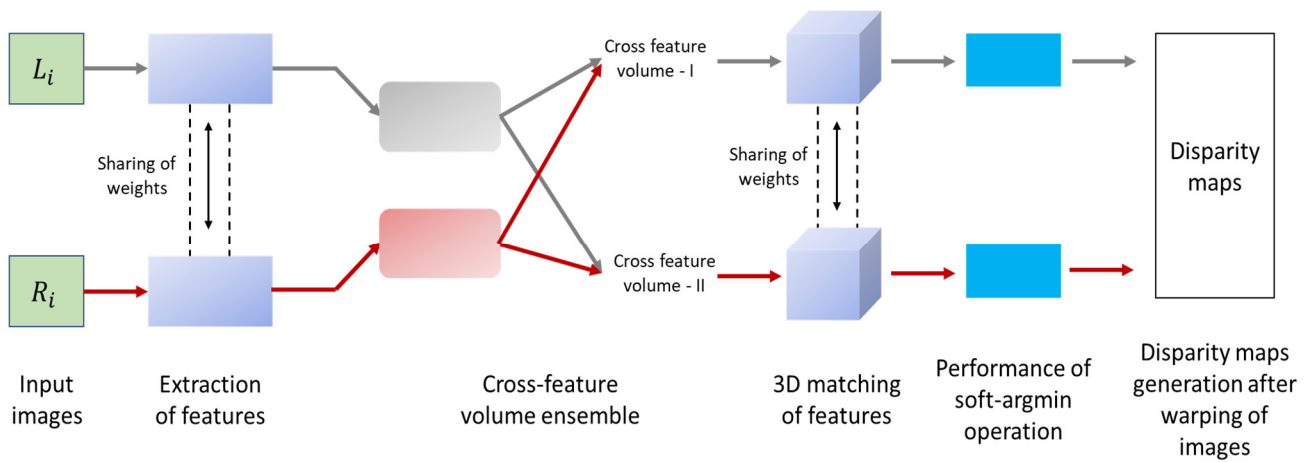 L_i
Sharing of
weights
R_i
Cross feature
volume - I
Cross feature
volume - II
Sharing of
weights
Disparity
maps
Input
images
Extraction
of features
Cross-feature
volume ensemble
3D matching
of features
Performance of
soft-argmin
operation
Disparity maps
generation after
warping of
images